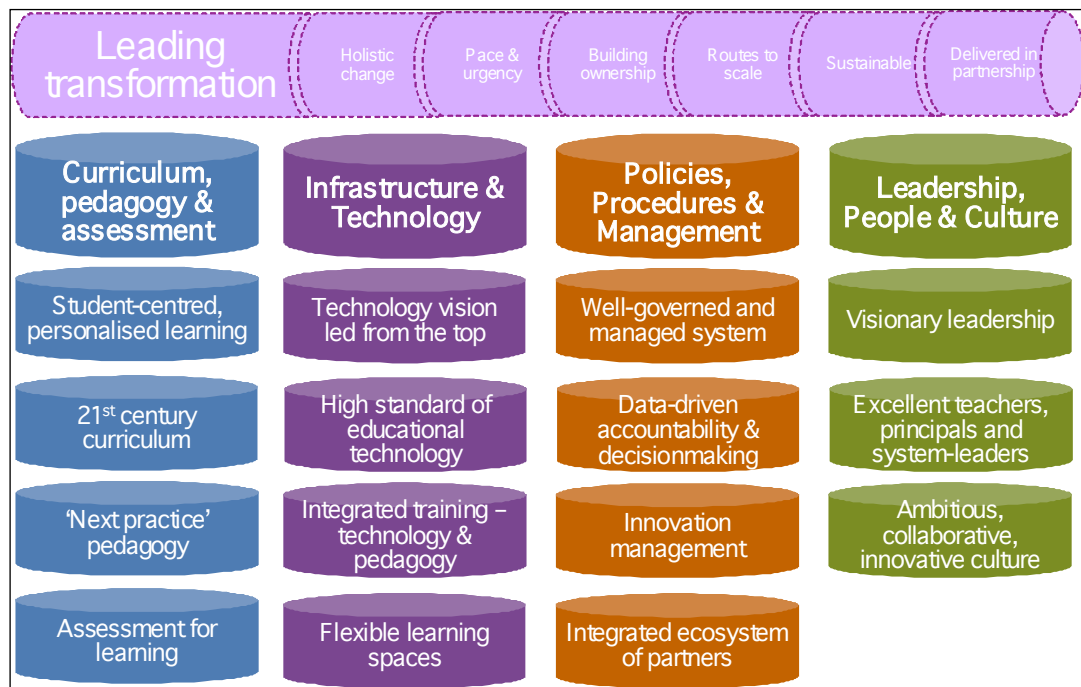 Leading
transformation
Holistic
change
Pace &
urgency
Building
ownership
Routes to
scale
Sustainable
Delivered in
partnership
Curriculum,
pedagogy &
assessment
Student-centred,
personalised learning
21st century
curriculum
‘Next practice’
pedagogy
Assessment for
learning
Infrastructure &
Technology
Technology vision
led from the top
High standard of
educational
technology
Integrated training –
technology &
pedagogy
Flexible learning
spaces
Policies,
Procedures &
Management
Well-governed and
managed system
Data-driven
accountability &
decisionmaking
Innovation
management
Integrated ecosystem
of partners
Leadership,
People & Culture
Visionary leadership
Excellent teachers,
principals and
system-leaders
Ambitious,
collaborative,
innovative culture